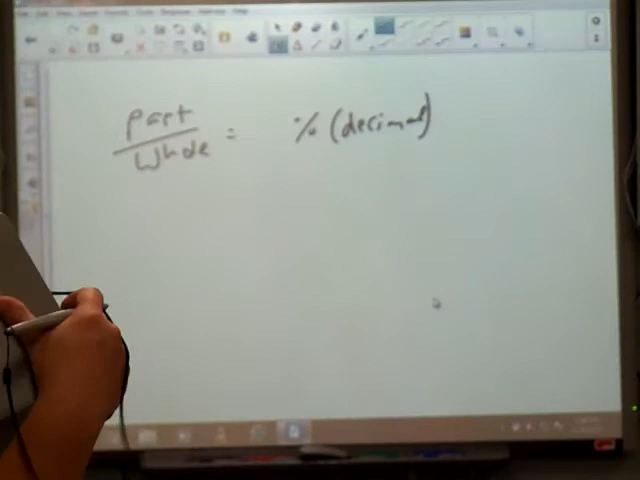 Part
Whole = % (decimal)